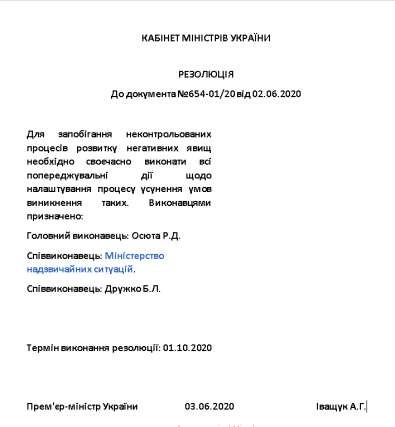 КАБІНЕТ МІНІСТРІВ УКРАЇНИ
РЕЗОЛЮЦІЯ
До документа №654-01/20 від 02.06.2020
Для запобігання неконтрольованих
процесів розвитку негативних явищ
необхідно своєчасно виконати всі
попереджувальні дії щодо
налаштування процесу усунення умов
виникнення таких. Виконавцями
призначено:
Головний виконавець: Осюта Р.Д.
Співвиконавець: Міністерство
надзвичайних ситуацій.
Співвиконавець: Дружко Б.Л.
Термін виконання резолюції: 01.10.2020
Прем'єр-міністр України 03.06.2020 Іващук А.Г.